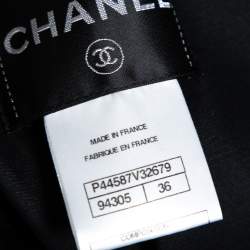 CHANEL
MADE IN FRANCE
FABRIQUE EN FRANCE
P44587V32679
94305 36